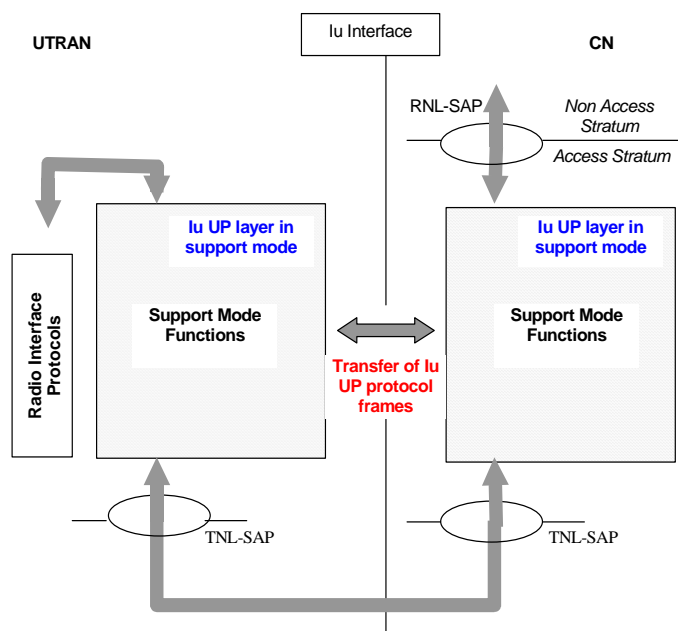 Iu Interface
UTRAN
CN
RNL-SAP
Non Access
Stratum
Access Stratum
Iu UP layer in
support mode
Iu UP layer in
support mode
Radio Interface
Protocols
Support Mode
Functions
Support Mode
Functions
Transfer of Iu
UP protocol
frames
TNL-SAP
TNL-SAP